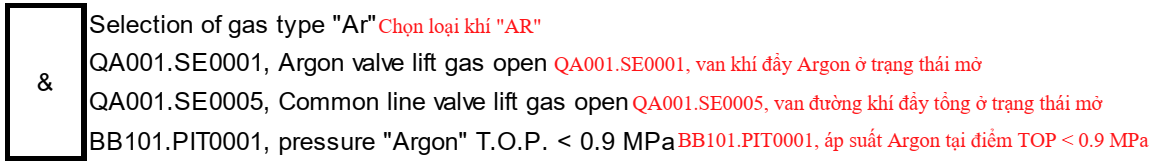 Selection of gas type "Ar" Chọn loại khí "AR"
QA001.SE0001, Argon valve lift gas open QA001.SE0001, van khí đẩy Argon ở trạng thái mở
&
QA001.SE0005, Common line valve lift gas open QA001.SE0005, van đường khí đẩy tổng ở trạng thái mở
BB101.PIT0001, pressure "Argon" T.O.P. < 0.9 MPa BB101.PIT0001, áp suất Argon tại điểm TOP < 0.9 MPa